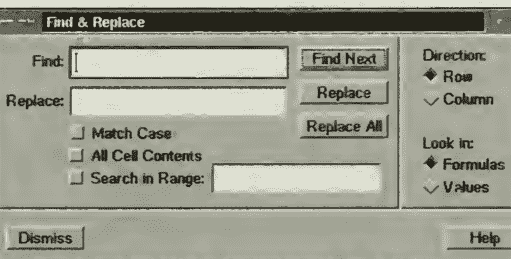 Find & Replace
Find:
Find Next
Replace:
Replace
Replace All
Match Case
All Cell Contents
Search in Range:
Direction:
Row
Column
Look in:
Formulas
Values
Dismiss
Help